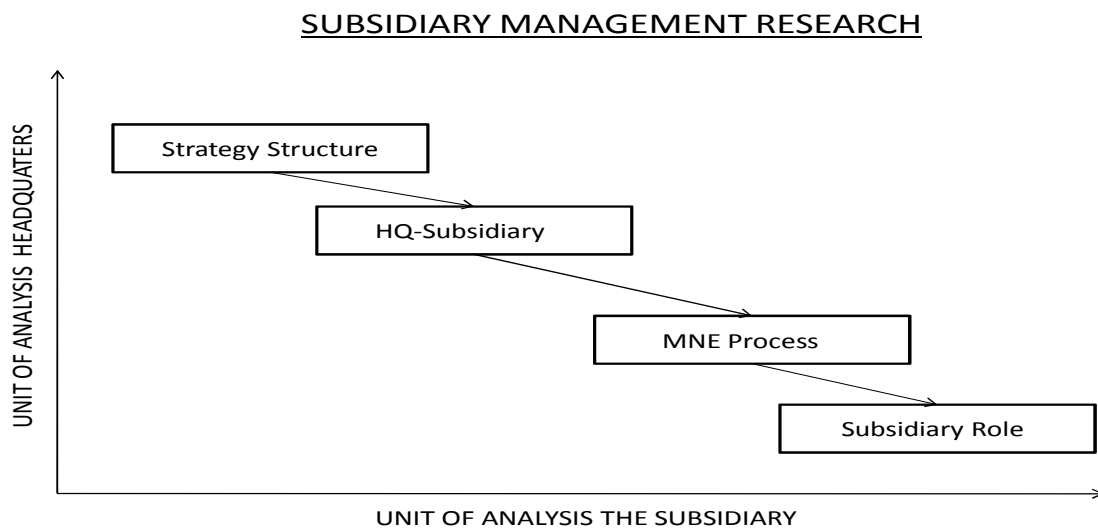 SUBSIDIARY MANAGEMENT RESEARCH
UNIT OF ANALYSIS HEADQUATERS
Strategy Structure
HQ-Subsidiary
MNE Process
Subsidiary Role
UNIT OF ANALYSIS THE SUBSIDIARY